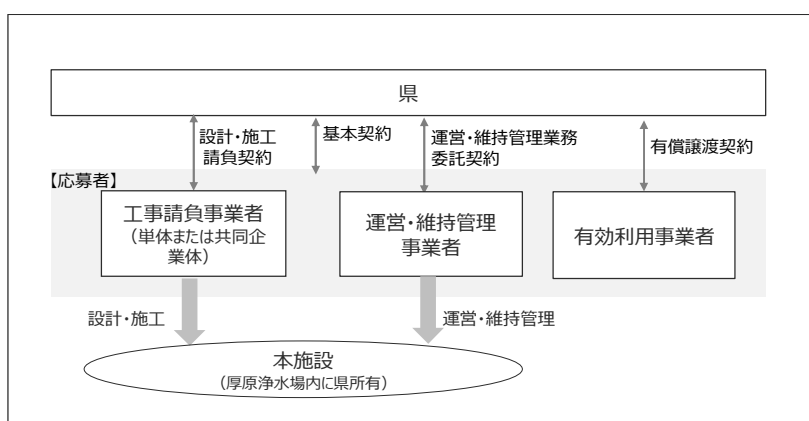 県
設計・施工
請負契約
基本契約
運営・維持管理業務
委託契約
有償譲渡契約
【応募者】
工事請負事業者
（単体または共同企
業体）
運営・維持管理
事業者
有効利用事業者
設計・施工
運営・維持管理
本施設
（厚原浄水場内に県所有）